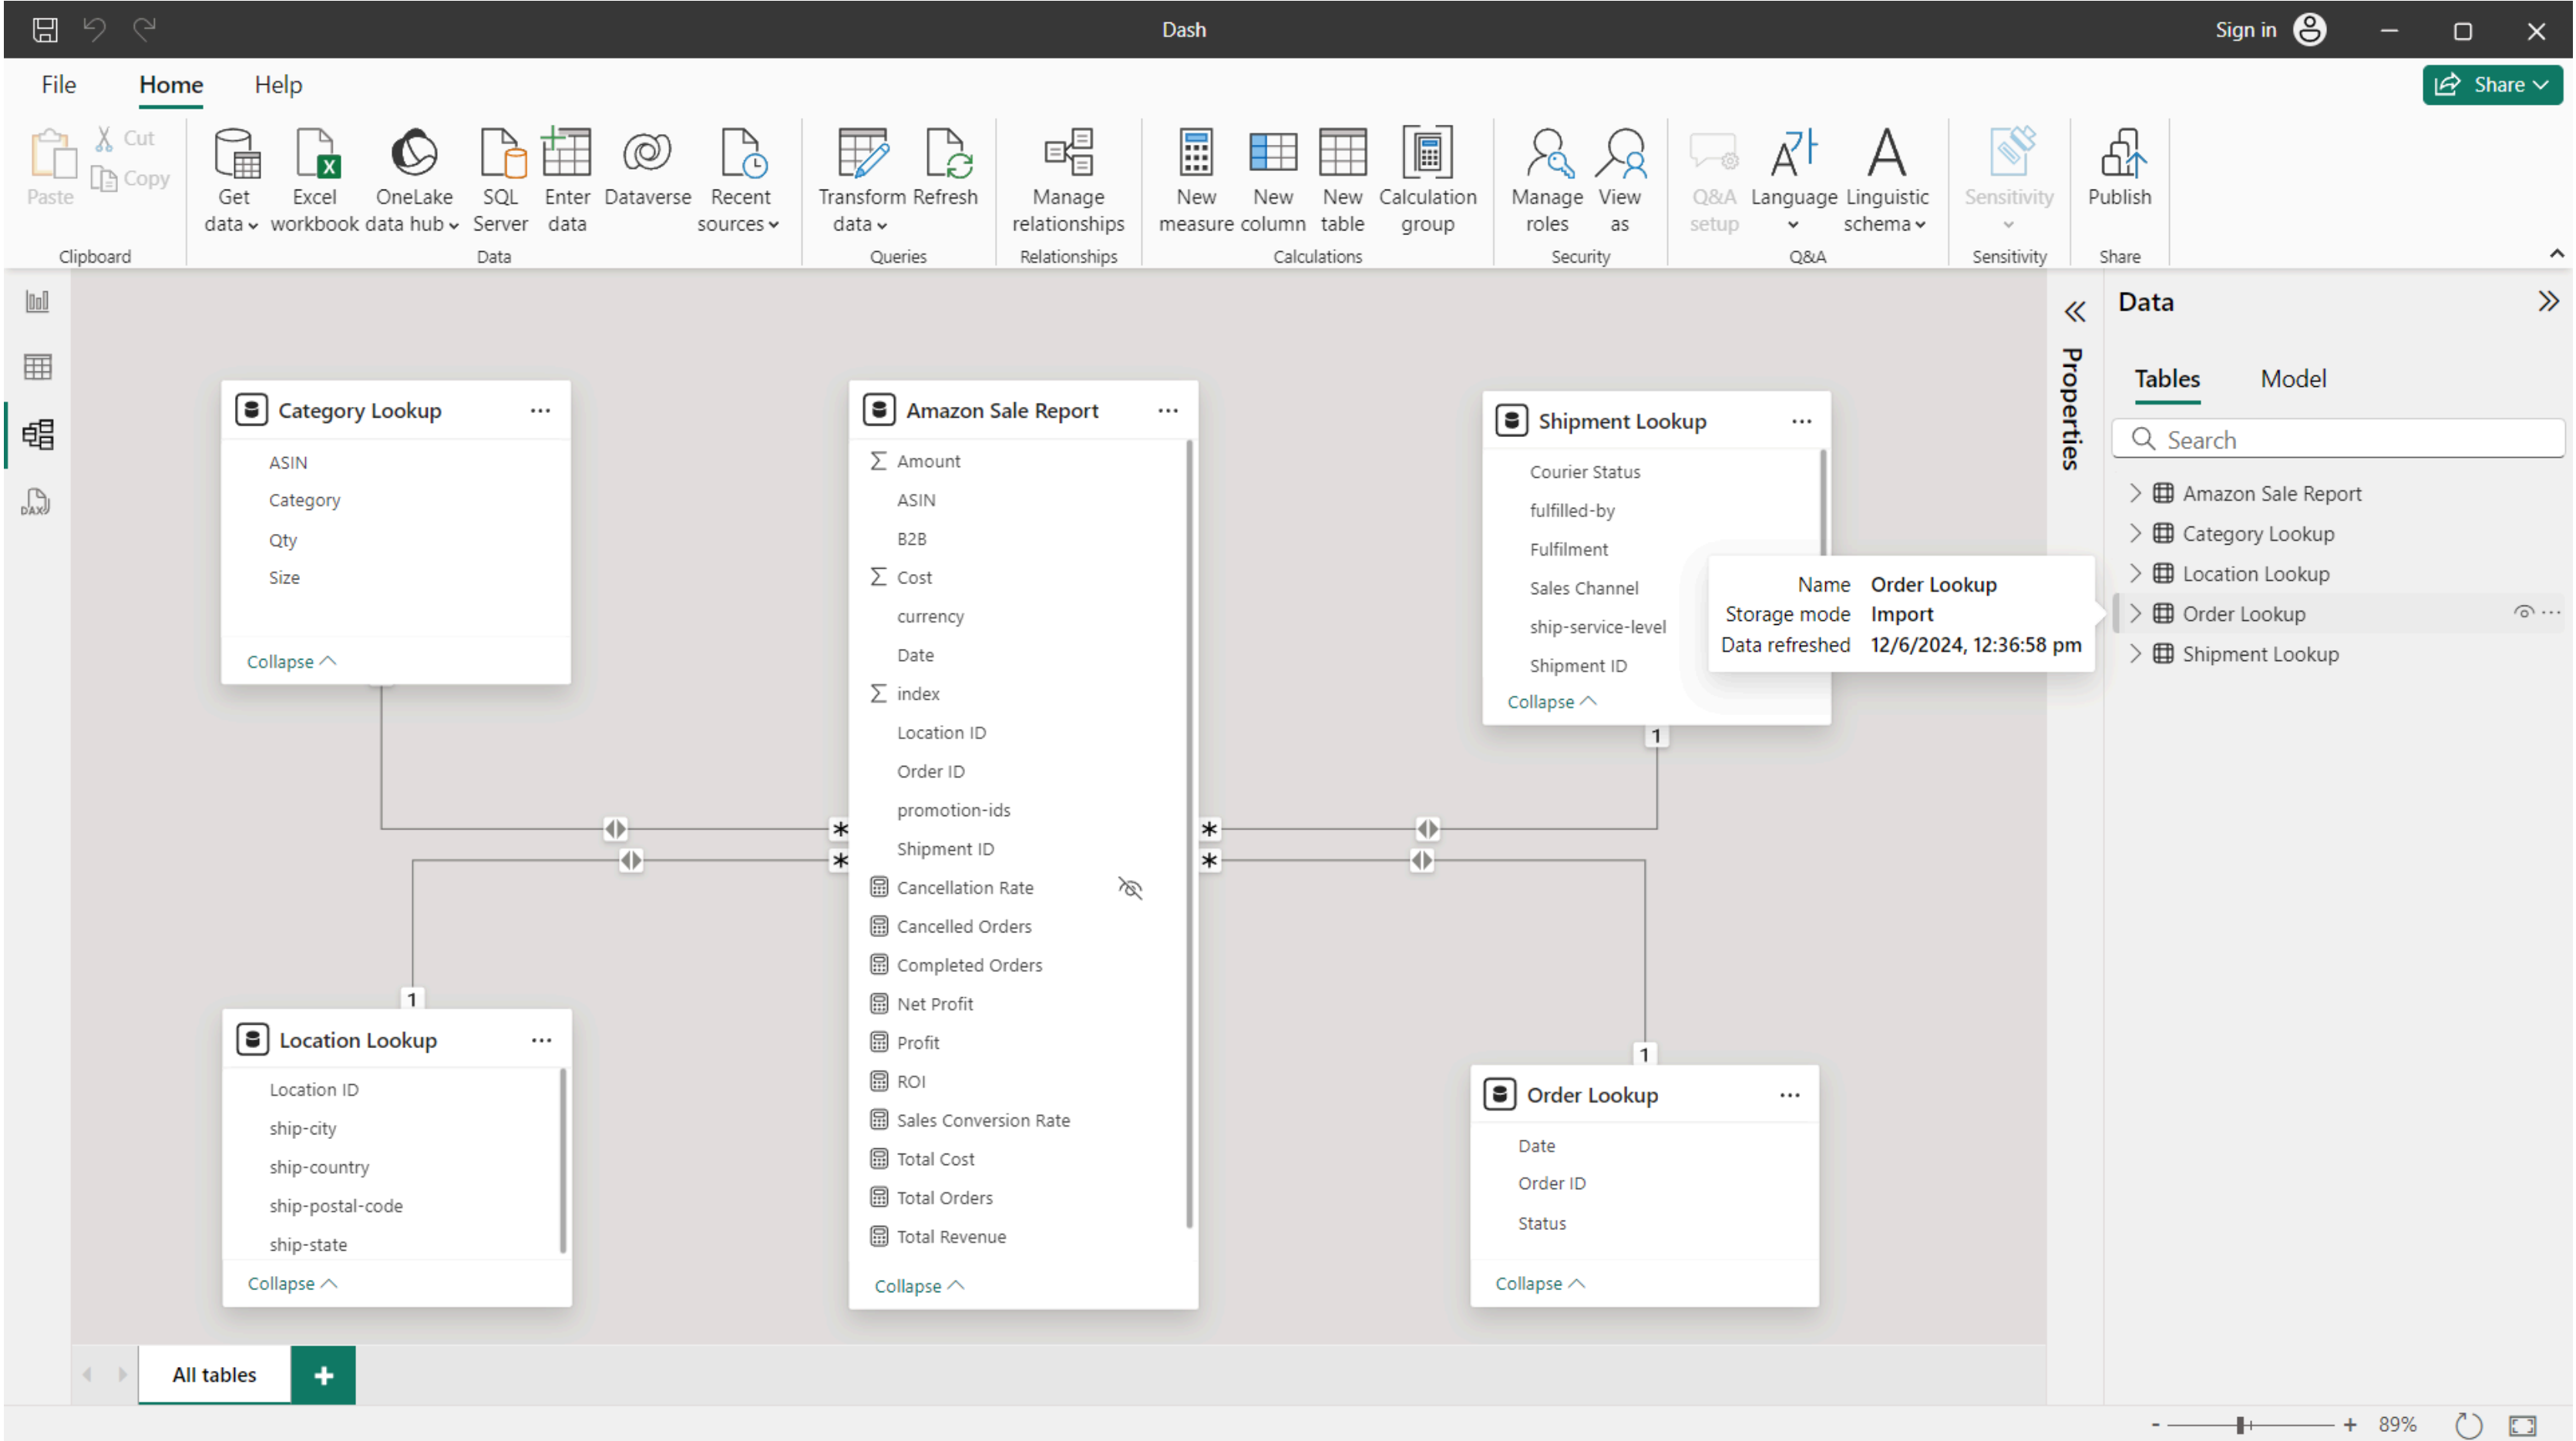 Dash
Sign in
File Home Help
Share
Paste
Cut
Copy
Clipboard
Get data
Excel workbook
OneLake data hub
SQL Server
Enter data
Dataverse
Recent sources
Data
Transform data
Refresh
Queries
Manage relationships
Relationships
New measure
New column
New table
Calculation group
Calculations
Manage roles
View as
Security
Q&A setup
Language
Linguistic schema
Q&A
Sensitivity
Sensitivity
Publish
Share
DAX
Category Lookup
ASIN
Category
Qty
Size
Collapse
Location Lookup
Location ID
ship-city
ship-country
ship-postal-code
ship-state
Collapse
Amazon Sale Report
Σ Amount
ASIN
B2B
Σ Cost
currency
Date
Σ index
Location ID
Order ID
promotion-ids
Shipment ID
Cancellation Rate
Cancelled Orders
Completed Orders
Net Profit
Profit
ROI
Sales Conversion Rate
Total Cost
Total Orders
Total Revenue
Collapse
*
*
*
*
1
1
1
Shipment Lookup
Courier Status
fulfilled-by
Fulfilment
Sales Channel
ship-service-level
Shipment ID
Collapse
Name Order Lookup
Storage mode Import
Data refreshed 12/6/2024, 12:36:58 pm
Order Lookup
Date
Order ID
Status
Collapse
Properties
Data
Tables Model
Search
Amazon Sale Report
Category Lookup
Location Lookup
Order Lookup
Shipment Lookup
All tables
+
- + 89%